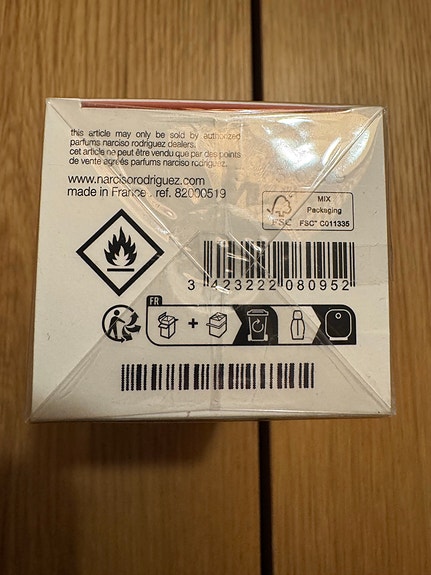 this article may only be sold by authorized
parfums narciso rodriguez dealers.
cet article ne peut être vendu que par des points
de vente agréés parfums narciso rodriguez.
www.narcisorodriguez.com
made in France . ref. 82000519
MIX
Packaging
FSC
FSC® C011335
3 423222 080952
FR
+